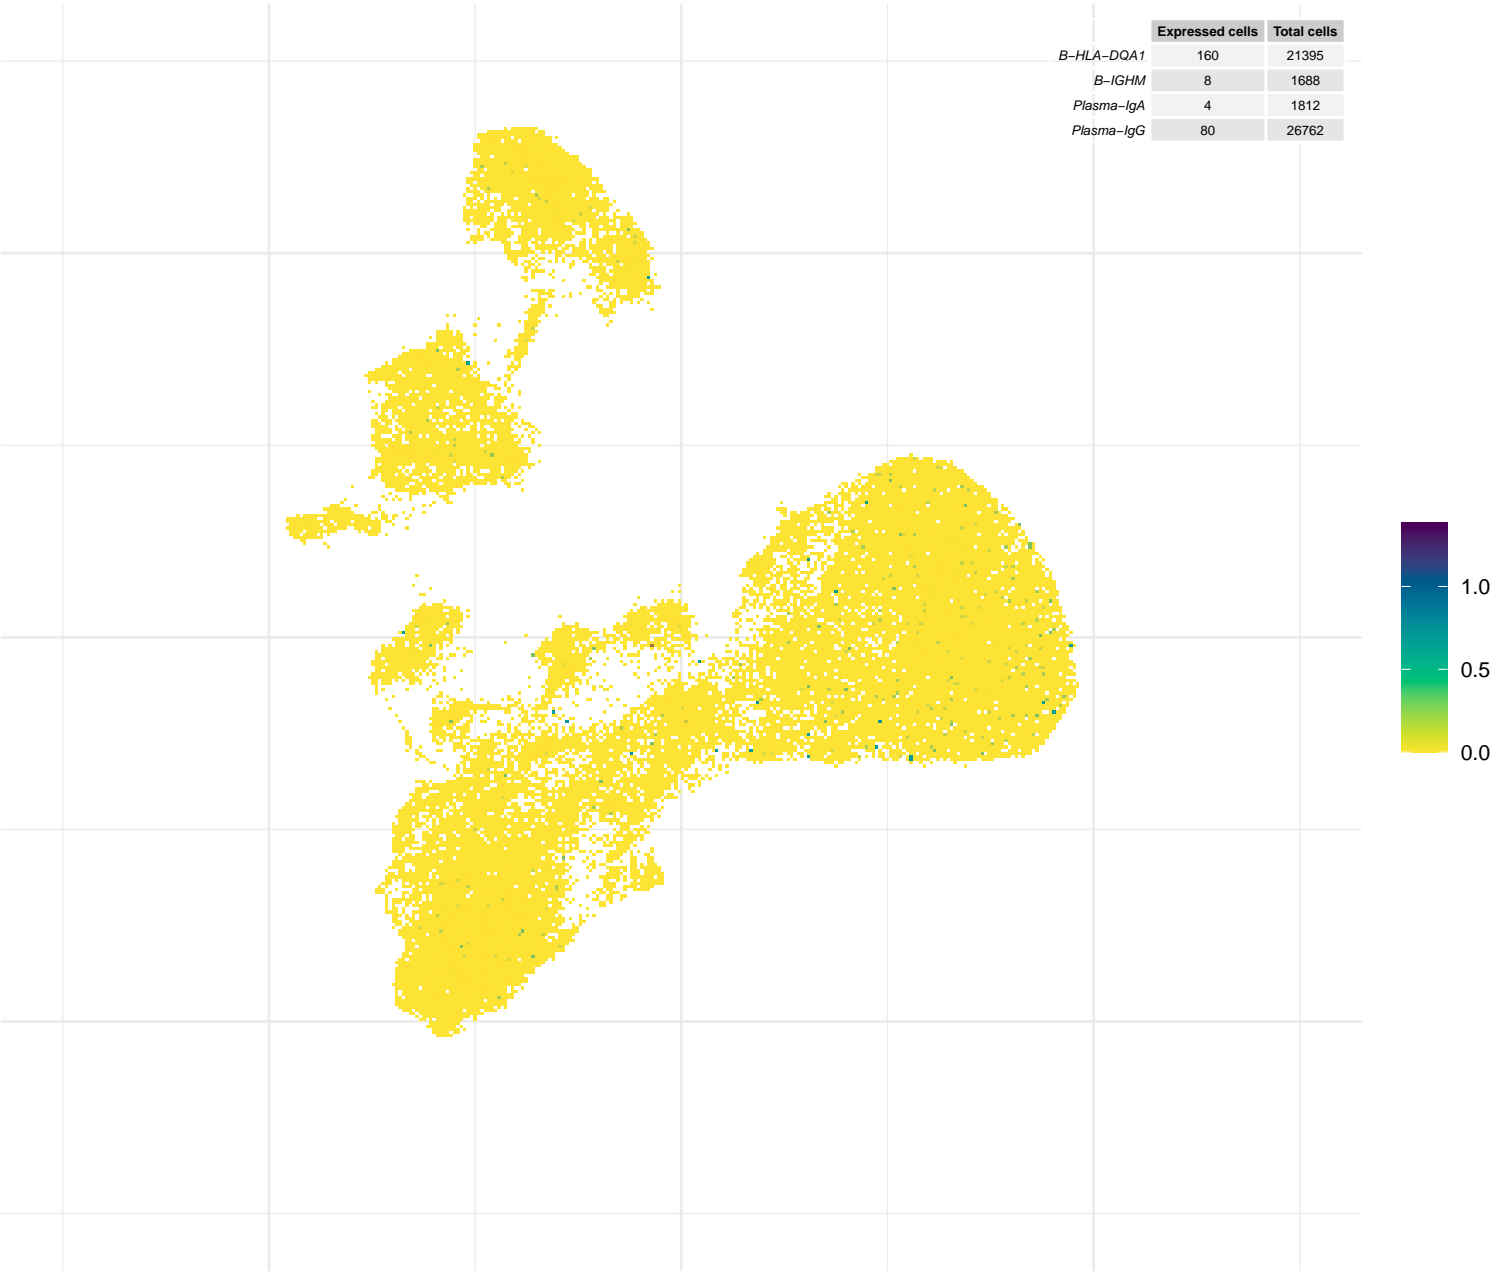 Expressed cells Total cells
B−HLA−DQA1 160 21395
B−IGHM 8 1688
Plasma−IgA 4 1812
Plasma−IgG 80 26762
1.0
0.5
0.0